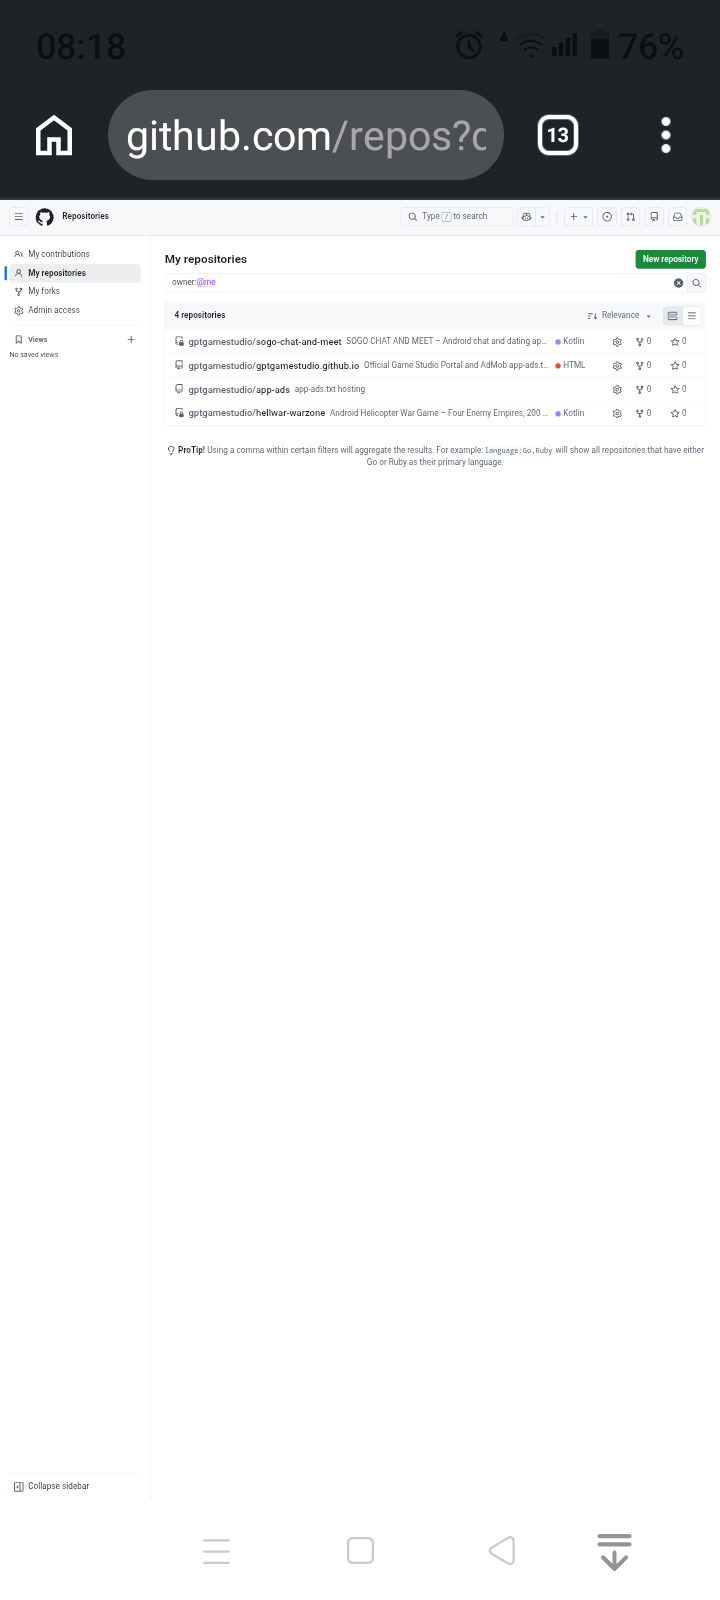 08:18
76%
github.com/repos?c
13
Repositories
Type / to search
My contributions
My repositories
My forks
Admin access
Views
No saved views
My repositories
New repository
owner:@me
4 repositories
Relevance
gptgamestudio/sogo-chat-and-meet SOGO CHAT AND MEET – Android chat and dating ap... Kotlin 0 0
gptgamestudio/gptgamestudio.github.io Official Game Studio Portal and AdMob app-ads.t... HTML 0 0
gptgamestudio/app-ads app-ads.txt hosting 0 0
gptgamestudio/hellwar-warzone Android Helicopter War Game – Four Enemy Empires, 200 ... Kotlin 0 0
ProTip! Using a comma within certain filters will aggregate the results. For example: language:Go,Ruby will show all repositories that have either
Go or Ruby as their primary language.
Collapse sidebar